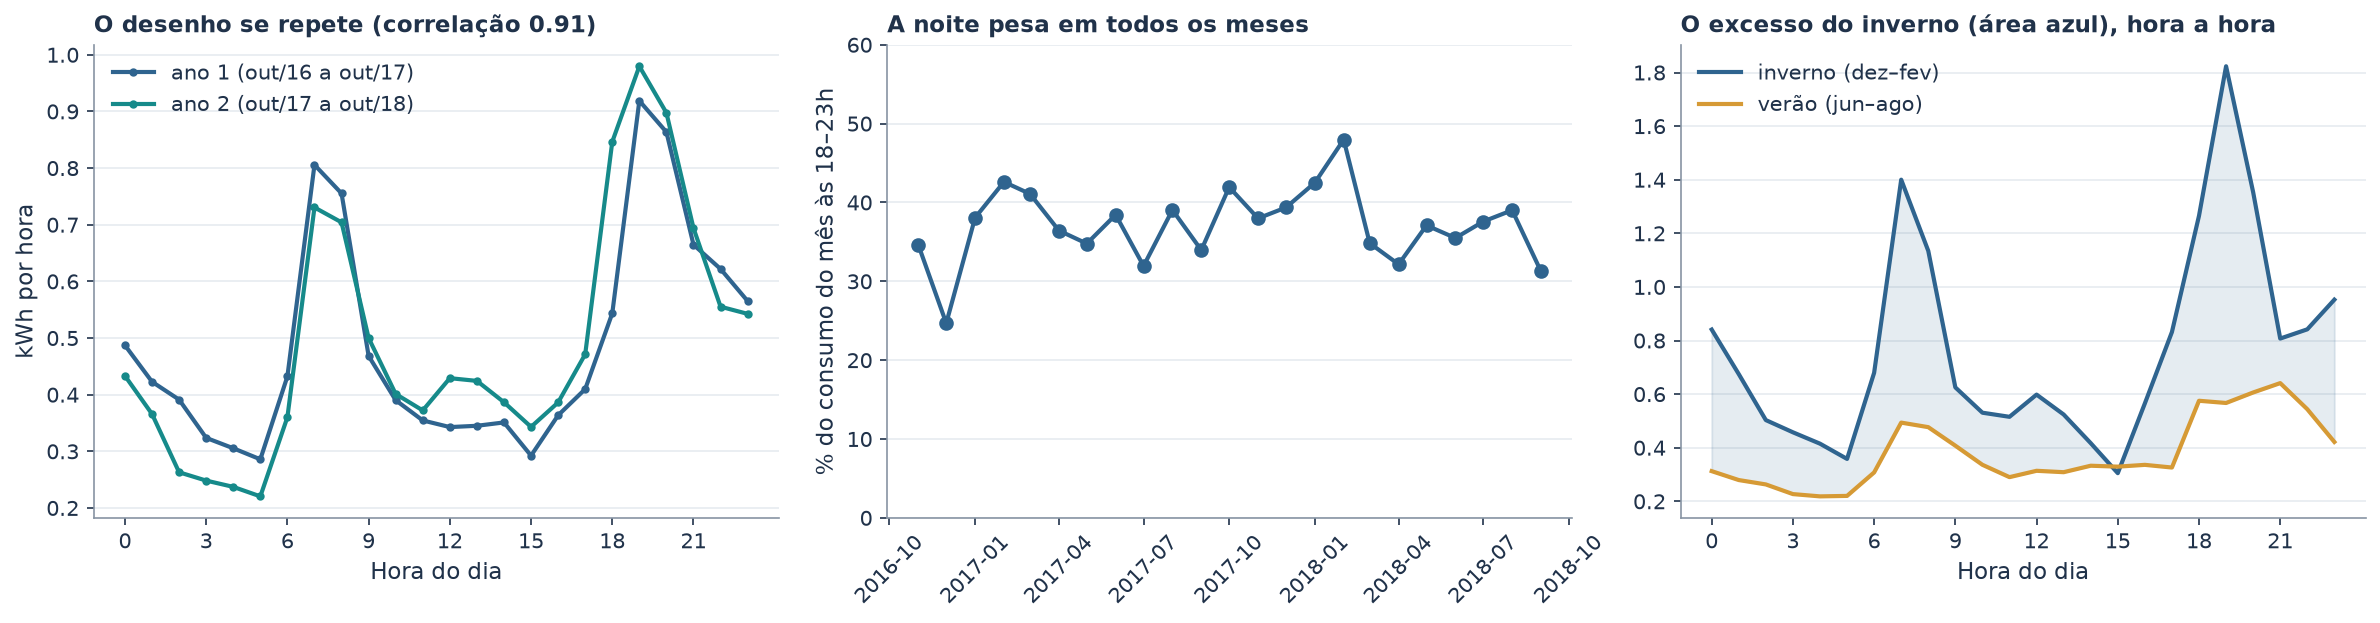 O desenho se repete (correlação 0.91)
kWh por hora
1.0
0.9
0.8
0.7
0.6
0.5
0.4
0.3
0.2
ano 1 (out/16 a out/17)
ano 2 (out/17 a out/18)
0 3 6 9 12 15 18 21
Hora do dia
A noite pesa em todos os meses
% do consumo do mês às 18–23h
60
50
40
30
20
10
0
2016-10 2017-01 2017-04 2017-07 2017-10 2018-01 2018-04 2018-07 2018-10
O excesso do inverno (área azul), hora a hora
1.8
1.6
1.4
1.2
1.0
0.8
0.6
0.4
0.2
inverno (dez–fev)
verão (jun–ago)
0 3 6 9 12 15 18 21
Hora do dia